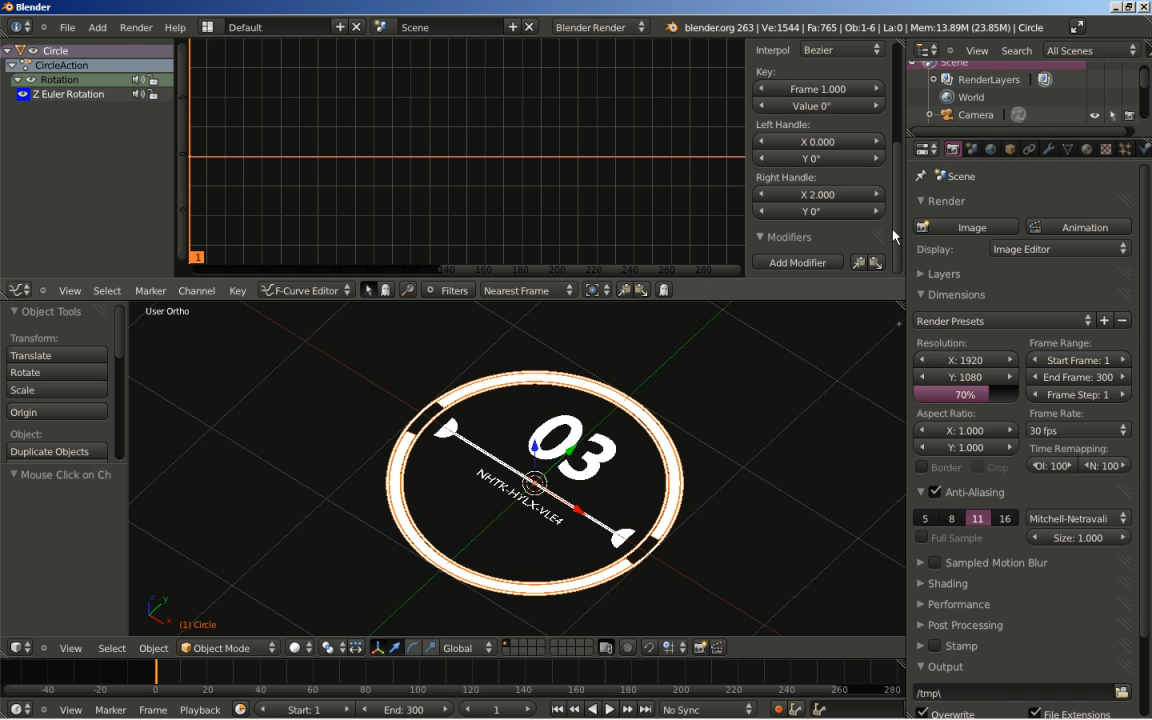 Blender
File Add Render Help Default Scene Blender Render blender.org 263 | Ve:1544 | Fa:765 | Ob:1-6 | La:0 | Mem:13.89M (23.85M) | Circle
Circle
CircleAction
Rotation
Z Euler Rotation
1
140 160 180 200 220 240 260 280
Interpol Bezier
Key:
Frame 1.000
Value 0°
Left Handle:
X 0.000
Y 0°
Right Handle:
X 2.000
Y 0°
Modifiers
Add Modifier
View Select Marker Channel Key F-Curve Editor Filters Nearest Frame
View Search All Scenes
Scene
RenderLayers
World
Camera
Scene
Render
Image Animation
Display: Image Editor
Layers
Dimensions
Render Presets
Resolution: Frame Range:
X: 1920 Start Frame: 1
Y: 1080 End Frame: 300
70% Frame Step: 1
Aspect Ratio: Frame Rate:
X: 1.000 30 fps
Y: 1.000 Time Remapping:
Border Crop Ol: 100 N: 100
Anti-Aliasing
5 8 11 16 Mitchell-Netravali
Full Sample Size: 1.000
Sampled Motion Blur
Shading
Performance
Post Processing
Stamp
Output
/tmp\
Overwrite File Extensions
Object Tools
Transform:
Translate
Rotate
Scale
Origin
Object:
Duplicate Objects
Mouse Click on Ch
User Ortho
03
NHTK-HYLX-VLE4
z y x
(1) Circle
View Select Object Object Mode Global
-40 -20 0 20 40 60 80 100 120 140 160 180 200 220 240 260 280
View Marker Frame Playback Start: 1 End: 300 1 No Sync